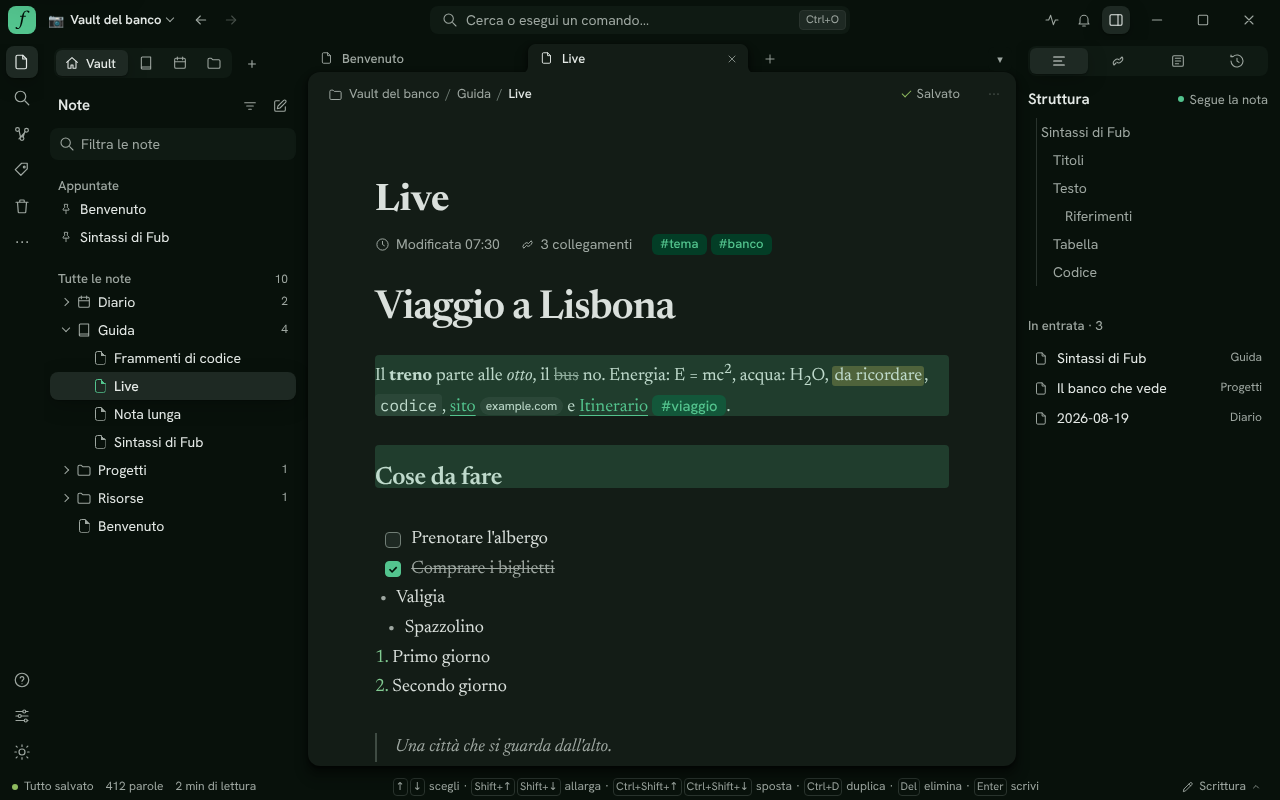 Vault del banco
Cerca o esegui un comando…
Ctrl+O
Vault
Note
Filtra le note
Appuntate
Benvenuto
Sintassi di Fub
Tutte le note 10
Diario 2
Guida 4
Frammenti di codice
Live
Nota lunga
Sintassi di Fub
Progetti 1
Risorse 1
Benvenuto
Benvenuto
Live
Vault del banco / Guida / Live
Salvato
Live
Modificata 07:30
3 collegamenti
#tema #banco
Viaggio a Lisbona
Il treno parte alle otto, il bus no. Energia: E = mc², acqua: H₂O, da ricordare,
codice, sito example.com e Itinerario #viaggio.
Cose da fare
Prenotare l'albergo
Comprare i biglietti
• Valigia
• Spazzolino
1. Primo giorno
2. Secondo giorno
Una città che si guarda dall'alto.
Struttura
Segue la nota
Sintassi di Fub
Titoli
Testo
Riferimenti
Tabella
Codice
In entrata · 3
Sintassi di Fub Guida
Il banco che vede Progetti
2026-08-19 Diario
Tutto salvato 412 parole 2 min di lettura
↑ ↓ scegli · Shift+↑ Shift+↓ allarga · Ctrl+Shift+↑ Ctrl+Shift+↓ sposta · Ctrl+D duplica · Del elimina · Enter scrivi
Scrittura